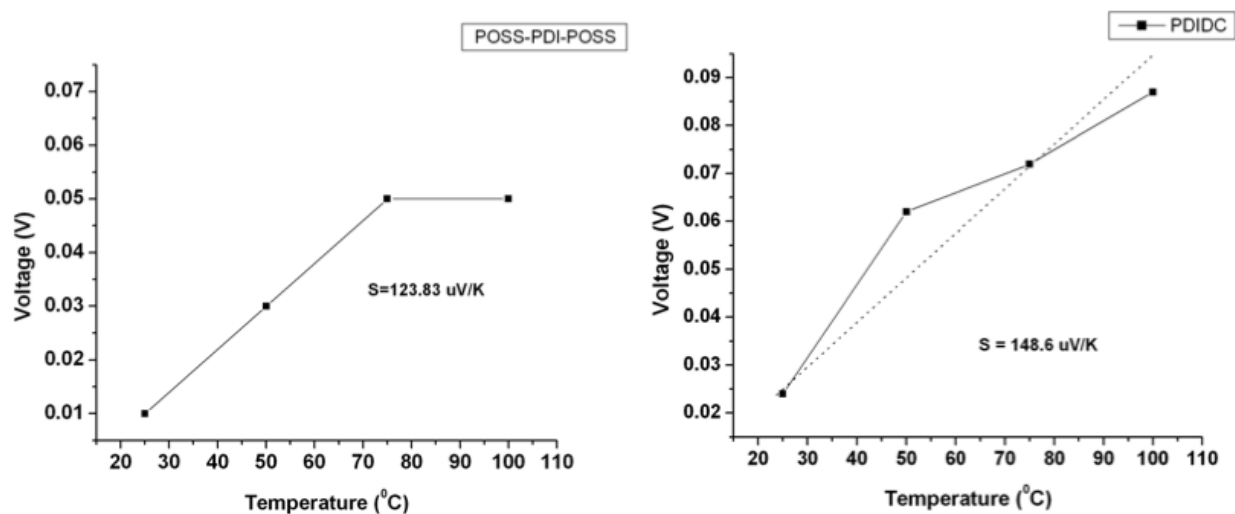 POSS-PDI-POSS
0.07
0.06
0.05
0.04
0.03
0.02
0.01
Voltage (V)
S=123.83 uV/K
20 30 40 50 60 70 80 90 100 110
Temperature (⁰C)
PDIDC
0.09
0.08
0.07
0.06
0.05
0.04
0.03
0.02
Voltage (V)
S = 148.6 uV/K
20 30 40 50 60 70 80 90 100 110
Temperature (⁰C)